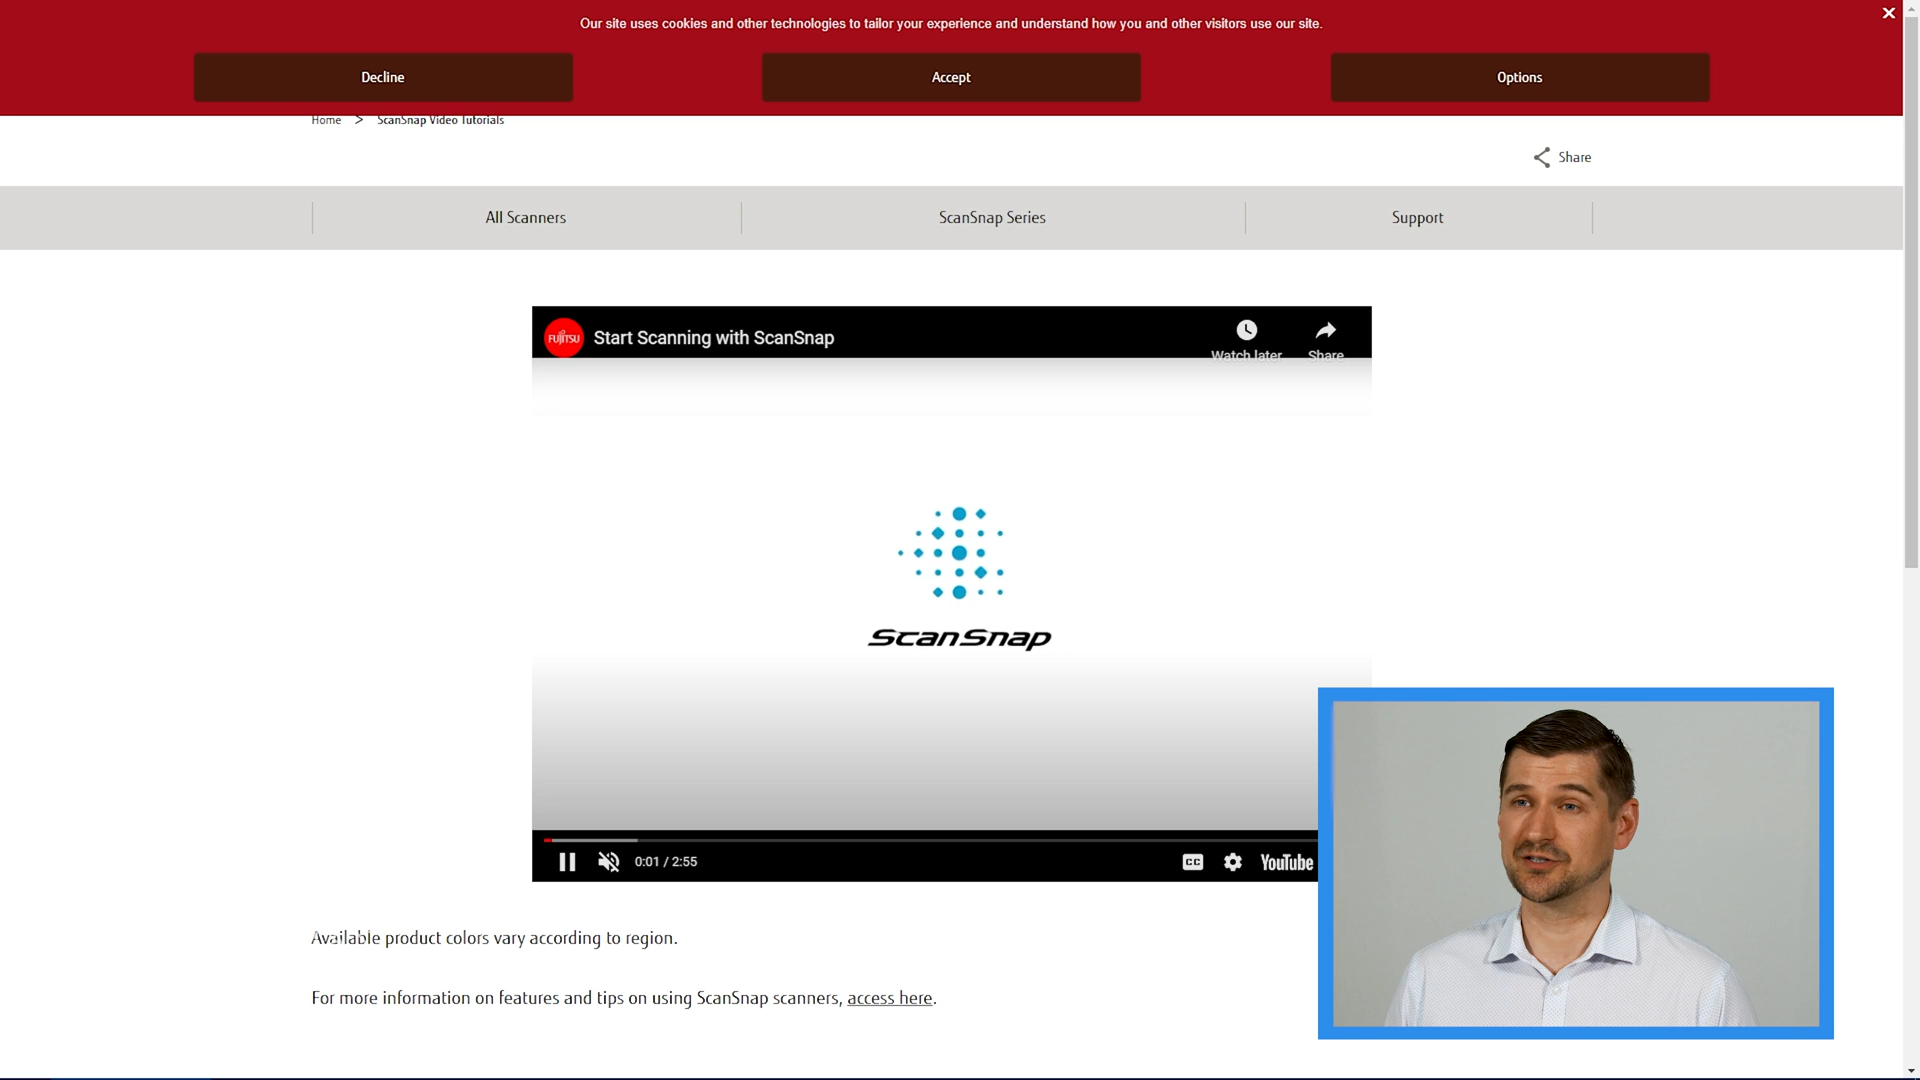 Our site uses cookies and other technologies to tailor your experience and understand how you and other visitors use our site.
Decline
Accept
Options
Home > ScanSnap Video Tutorials
Share
All Scanners
ScanSnap Series
Support
FUJITSU
Start Scanning with ScanSnap
Watch later
Share
ScanSnap
0:01 / 2:55
CC
YouTube
Available product colors vary according to region.
For more information on features and tips on using ScanSnap scanners, access here.